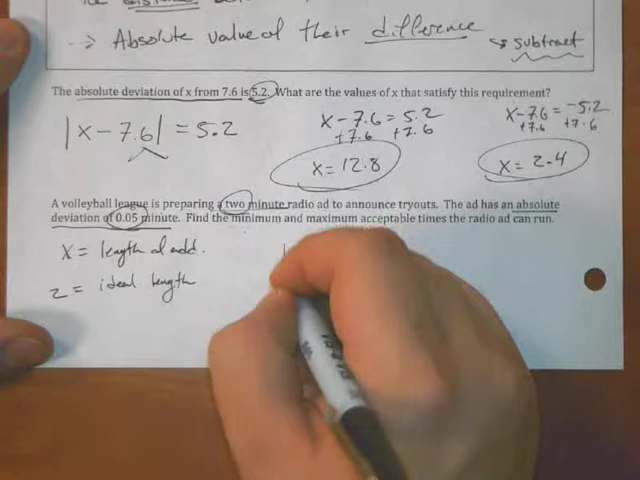 --> Absolute value of their difference
subtract
The absolute deviation of x from 7.6 is 5.2. What are the values of x that satisfy this requirement?
|x-7.6| = 5.2
x-7.6 = 5.2
+7.6 +7.6
x = 12.8
x-7.6 = -5.2
+7.6 +7.6
x = 2.4
A volleyball league is preparing a two minute radio ad to announce tryouts. The ad has an absolute
deviation of 0.05 minute. Find the minimum and maximum acceptable times the radio ad can run.
x = length of add.
2 = ideal length